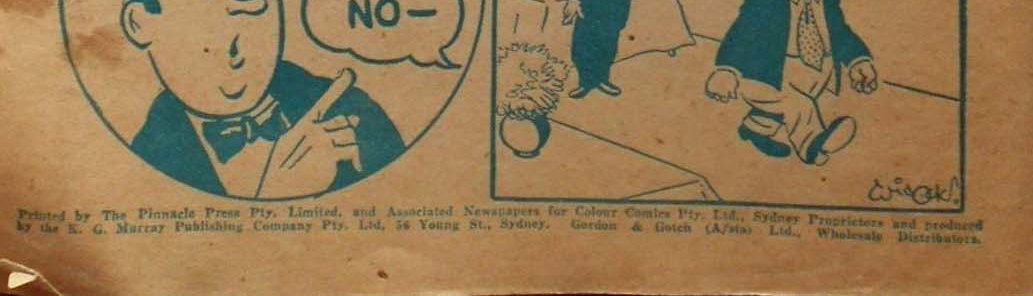 NO—
Printed by The Pinnacle Press Pty. Limited, and Associated Newspapers for Colour Comics Pty. Ltd., Sydney Proprietors and produced
by the K. G. Murray Publishing Company Pty. Ltd, 56 Young St., Sydney. Gordon & Gotch (A/sia) Ltd., Wholesale Distributors.